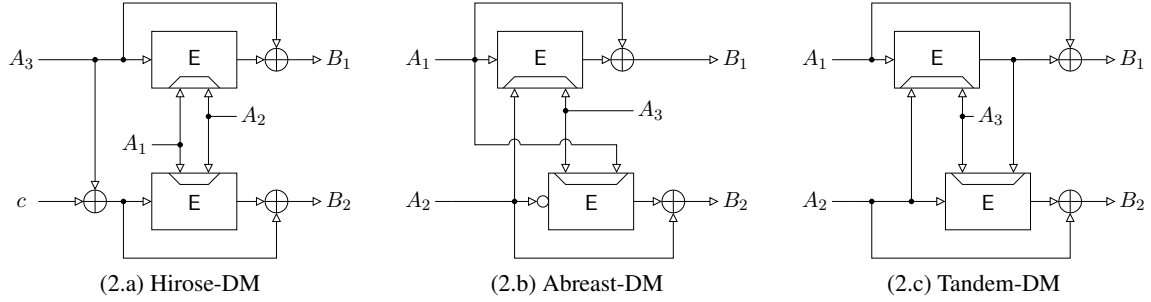 A₃ E B₁
A₂
A₁
c E B₂
(2.a) Hirose-DM
A₁ E B₁
A₃
A₂ E B₂
(2.b) Abreast-DM
A₁ E B₁
A₃
A₂ E B₂
(2.c) Tandem-DM